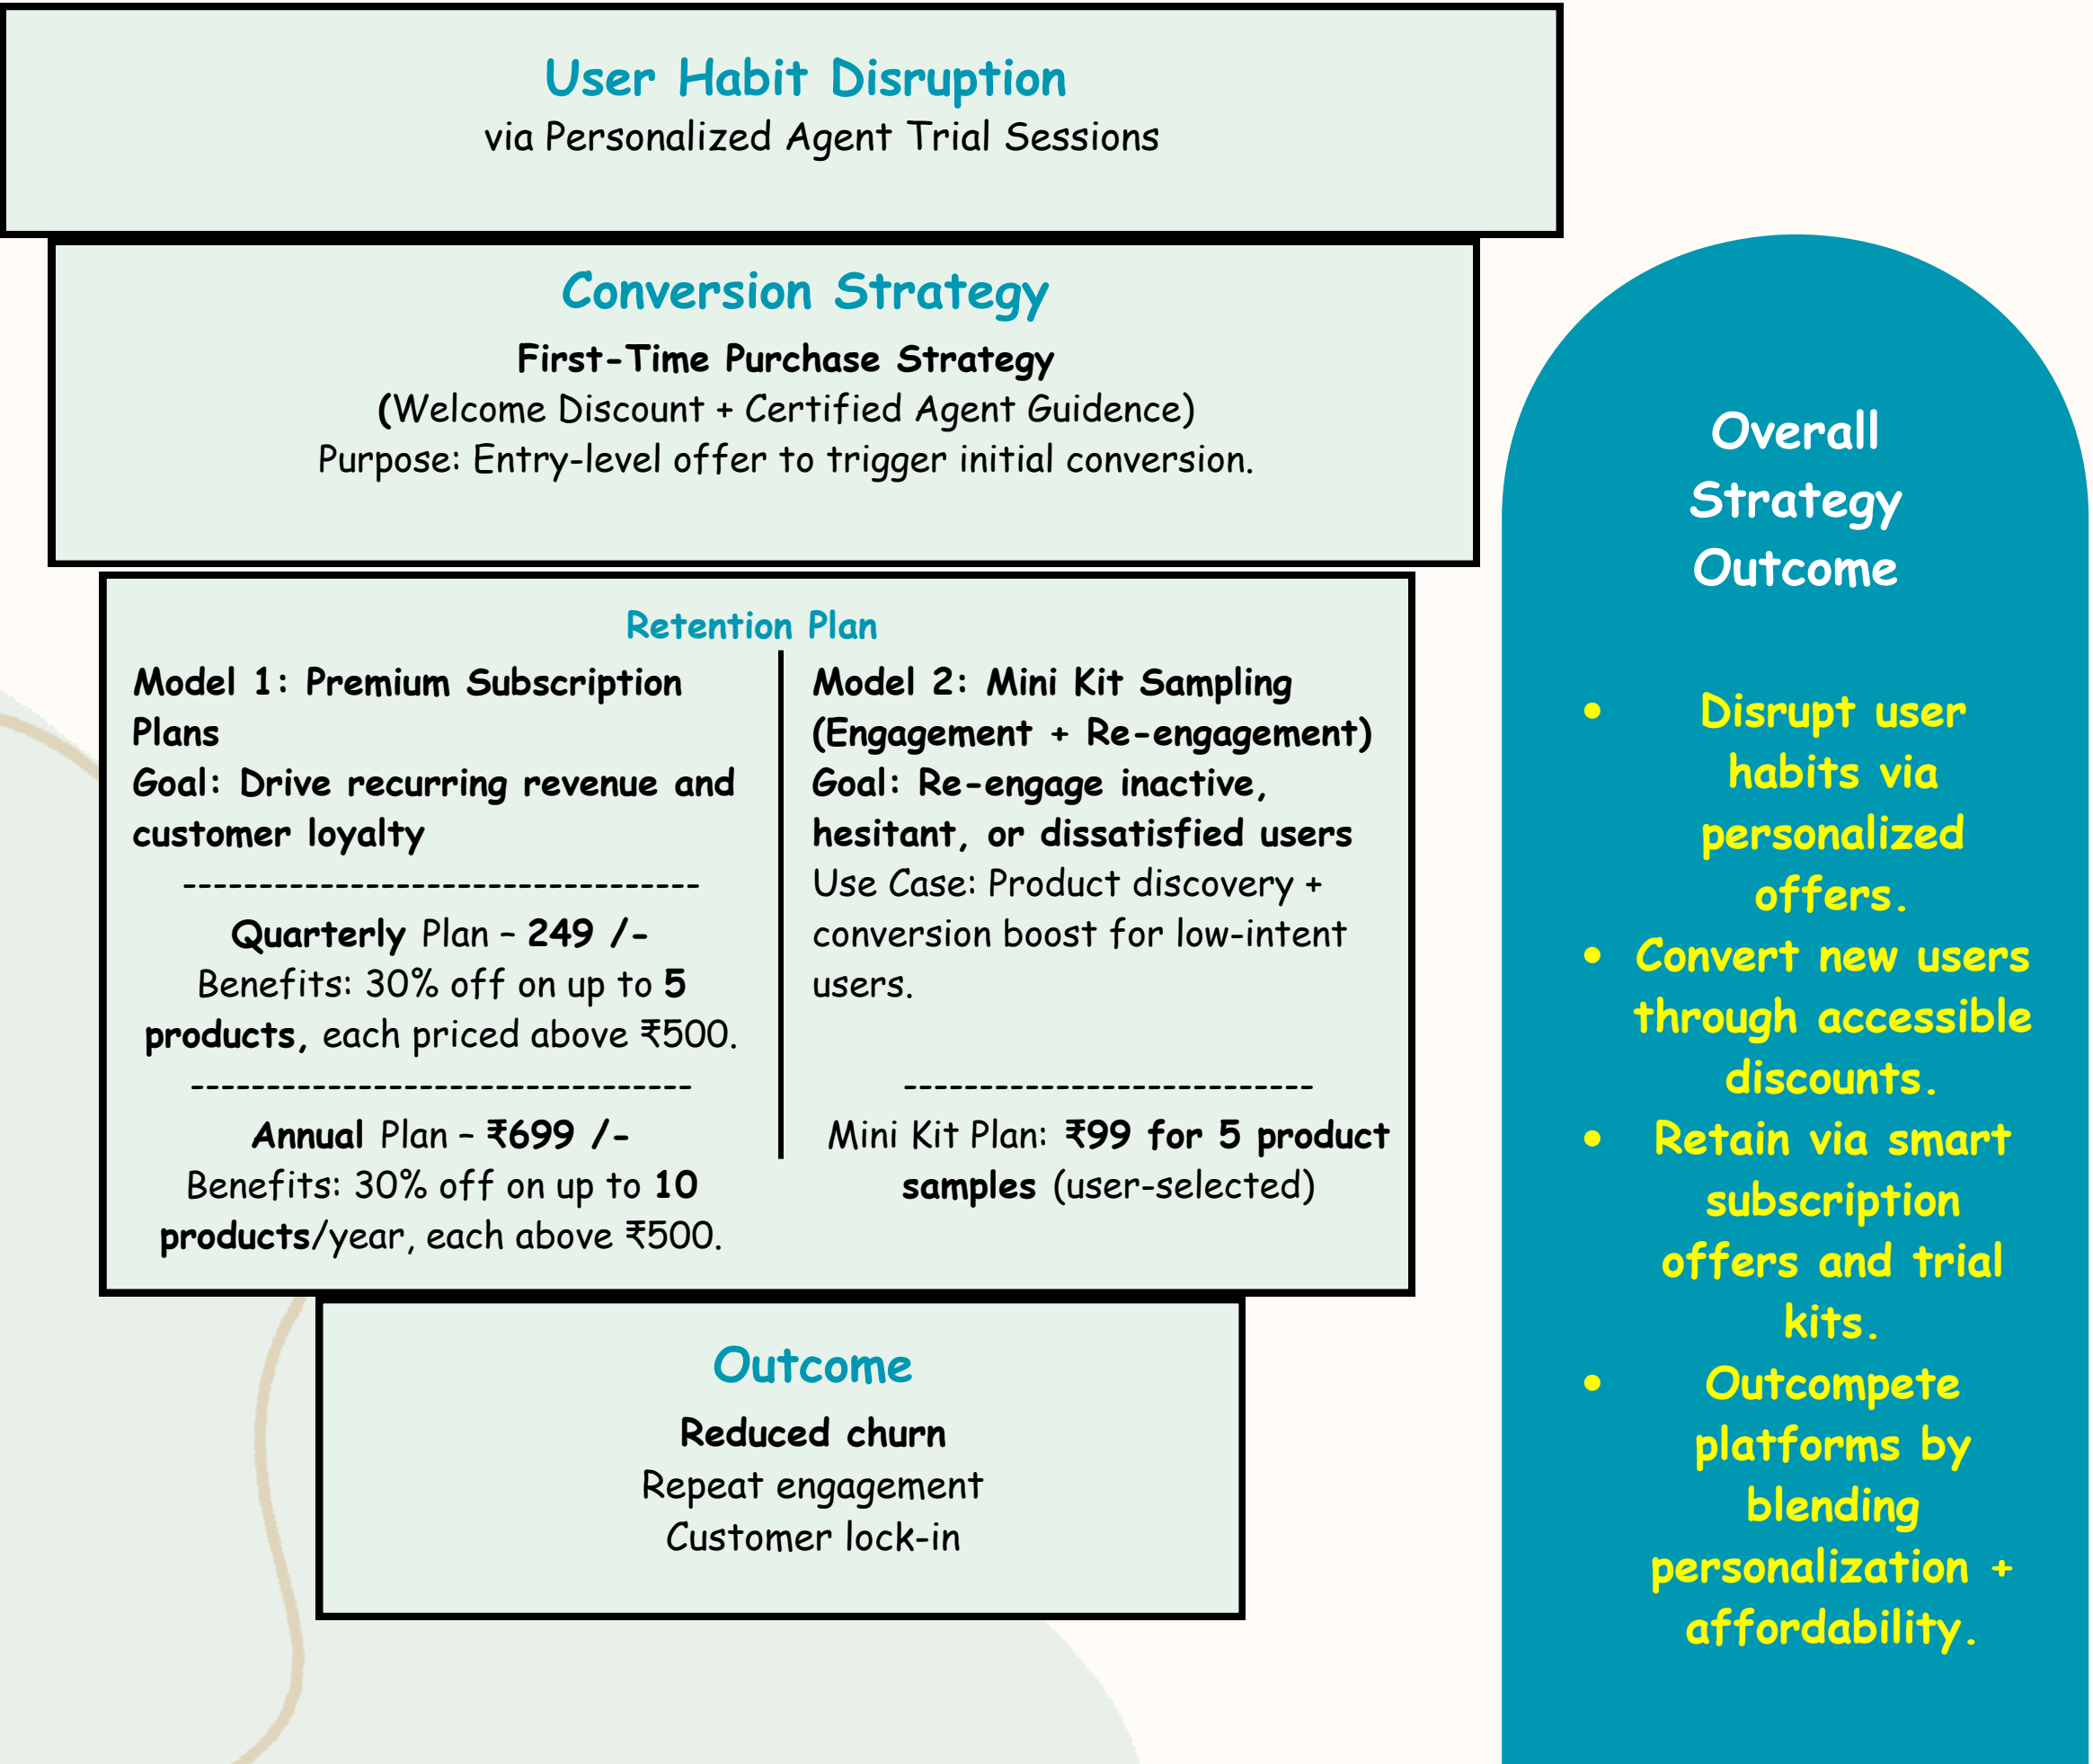 User Habit Disruption
via Personalized Agent Trial Sessions
Conversion Strategy
First-Time Purchase Strategy
(Welcome Discount + Certified Agent Guidence)
Purpose: Entry-level offer to trigger initial conversion.
Retention Plan
Model 1: Premium Subscription
Plans
Goal: Drive recurring revenue and
customer loyalty
----------------------------------
Quarterly Plan – 249 /-
Benefits: 30% off on up to 5
products, each priced above ₹500.
---------------------------------
Annual Plan – ₹699 /-
Benefits: 30% off on up to 10
products/year, each above ₹500.
Model 2: Mini Kit Sampling
(Engagement + Re-engagement)
Goal: Re-engage inactive,
hesitant, or dissatisfied users
Use Case: Product discovery +
conversion boost for low-intent
users.
---------------------------
Mini Kit Plan: ₹99 for 5 product
samples (user-selected)
Outcome
Reduced churn
Repeat engagement
Customer lock-in
Overall
Strategy
Outcome
• Disrupt user
habits via
personalized
offers.
• Convert new users
through accessible
discounts.
• Retain via smart
subscription
offers and trial
kits.
• Outcompete
platforms by
blending
personalization +
affordability.